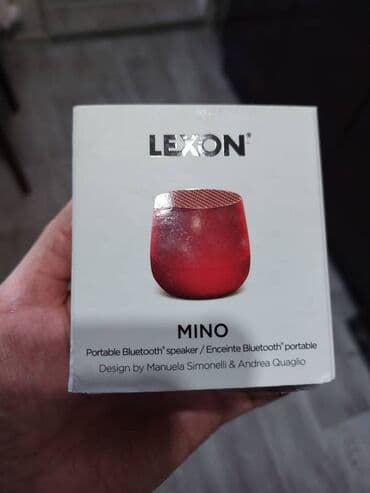 LEXON®
MINO
Portable Bluetooth® speaker / Enceinte Bluetooth® portable
Design by Manuela Simonelli & Andrea Quaglio